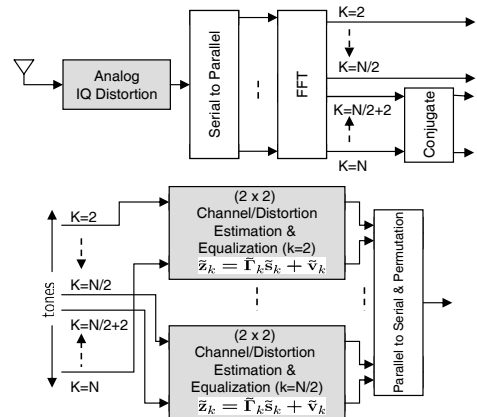 K=2
Analog
IQ Distortion
Serial to Parallel
FFT
K=N/2
K=N/2+2
Conjugate
K=N
(2 x 2)
Channel/Distortion
Estimation &
Equalization (k=2)
z̃ₖ = Γ̃ₖs̃ₖ + ṽₖ
K=2
tones
K=N/2
K=N/2+2
K=N
Parallel to Serial & Permutation
(2 x 2)
Channel/Distortion
Estimation &
Equalization (k=N/2)
z̃ₖ = Γ̃ₖs̃ₖ + ṽₖ